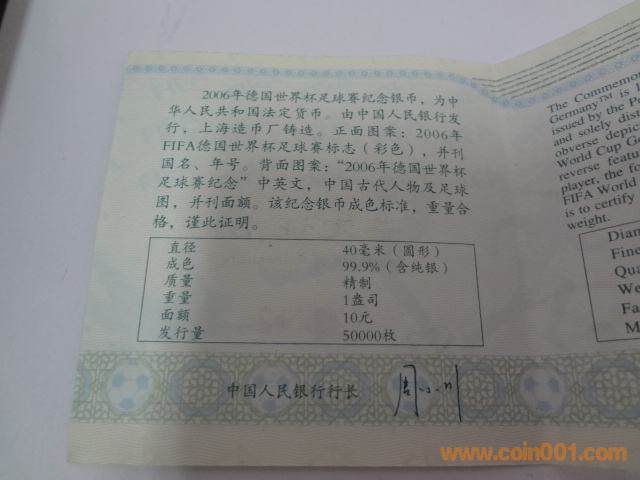 2006年德国世界杯足球赛纪念银币，为中
华人民共和国法定货币。由中国人民银行发
行，上海造币厂铸造。正面图案：2006年
FIFA德国世界杯足球赛标志（彩色），并刊
国名、年号。背面图案：“2006年德国世界杯
足球赛纪念”中英文，中国古代人物及足球
图，并刊面额。该纪念银币成色标准，重量合
格，谨此证明。
直径 40毫米（圆形）
成色 99.9%（含纯银）
质量 精制
重量 1盎司
面额 10元
发行量 50000枚
中国人民银行行长 周小川
The Commemo
Germany™ is l
issued by the P
and solely dist
obverse depic
World Cup Ge
reverse featu
player, the fo
FIFA World
is to certify
weight.
Diam
Fine
Qua
We
Fa
M
www.coin001.com